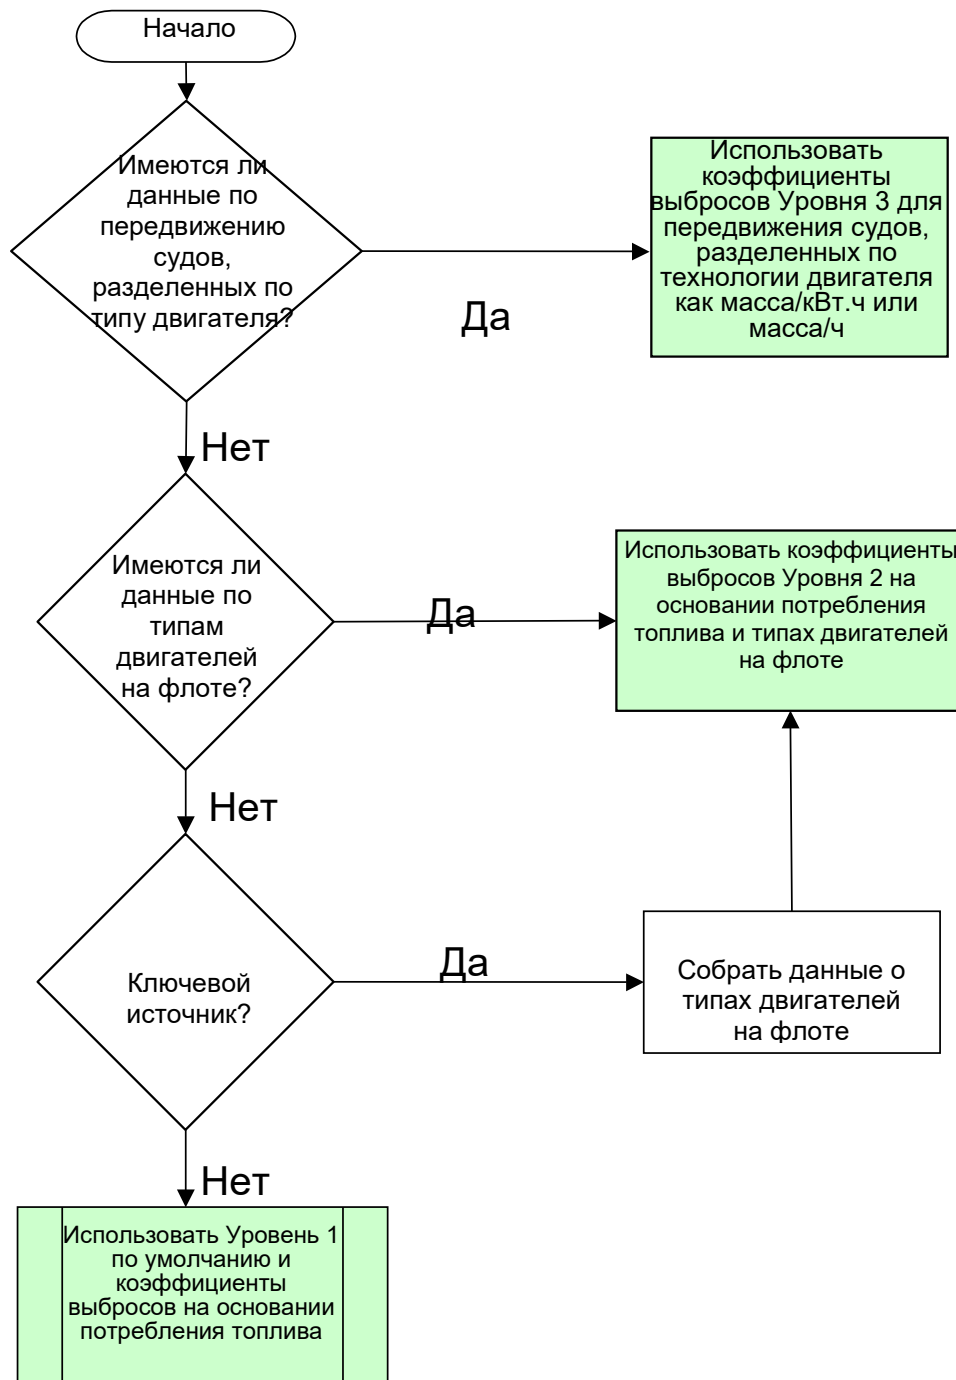 Начало
Имеются ли
данные по
передвижению
судов,
разделенных по
типу двигателя?
Да
Использовать
коэффициенты
выбросов Уровня 3 для
передвижения судов,
разделенных по
технологии двигателя
как масса/кВт.ч или
масса/ч
Нет
Имеются ли
данные по
типам
двигателей
на флоте?
Да
Использовать коэффициенты
выбросов Уровня 2 на
основании потребления
топлива и типах двигателей
на флоте
Нет
Ключевой
источник?
Да
Собрать данные о
типах двигателей
на флоте
Нет
Использовать Уровень 1
по умолчанию и
коэффициенты
выбросов на основании
потребления топлива